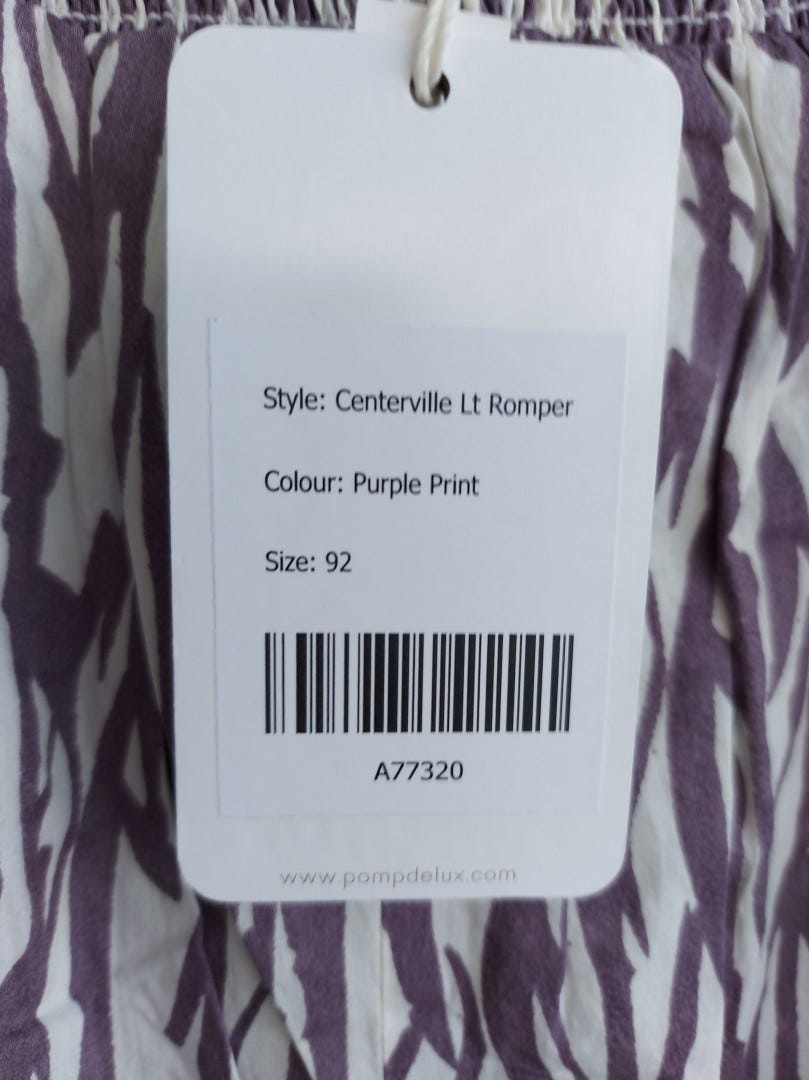 Style: Centerville Lt Romper
Colour: Purple Print
Size: 92
A77320
www.pompdelux.com